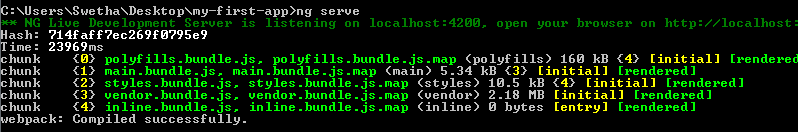 C:\Users\Swetha\Desktop\my-first-app>ng serve
** NG Live Development Server is listening on localhost:4200, open your browser on http://localhost:
Hash: 714faff7ec269f0795e9
Time: 23969ms
chunk    {0} polyfills.bundle.js, polyfills.bundle.js.map (polyfills) 160 kB {4} [initial] [rendered]
chunk    {1} main.bundle.js, main.bundle.js.map (main) 5.34 kB {3} [initial] [rendered]
chunk    {2} styles.bundle.js, styles.bundle.js.map (styles) 10.5 kB {4} [initial] [rendered]
chunk    {3} vendor.bundle.js, vendor.bundle.js.map (vendor) 2.18 MB [initial] [rendered]
chunk    {4} inline.bundle.js, inline.bundle.js.map (inline) 0 bytes [entry] [rendered]
webpack: Compiled successfully.